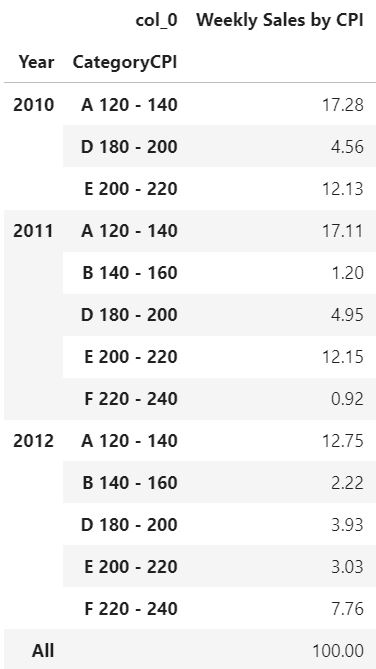 col_0 Weekly Sales by CPI
Year CategoryCPI
2010 A 120 - 140 17.28
D 180 - 200 4.56
E 200 - 220 12.13
2011 A 120 - 140 17.11
B 140 - 160 1.20
D 180 - 200 4.95
E 200 - 220 12.15
F 220 - 240 0.92
2012 A 120 - 140 12.75
B 140 - 160 2.22
D 180 - 200 3.93
E 200 - 220 3.03
F 220 - 240 7.76
All 100.00